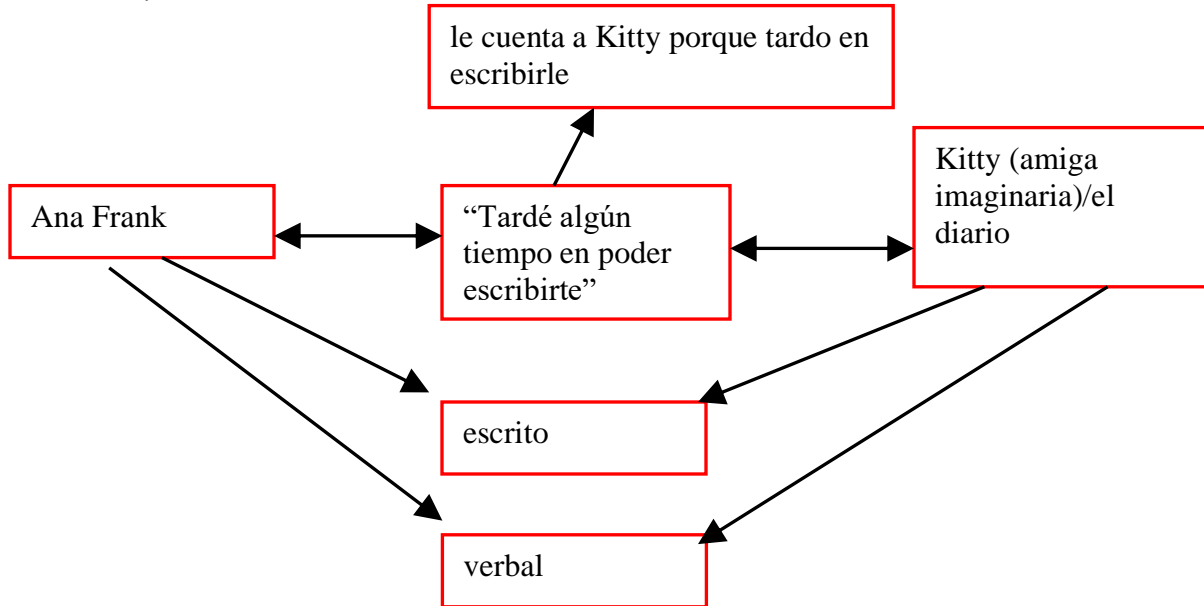 le cuenta a Kitty porque tardo en
escribirle
Ana Frank
“Tardé algún
tiempo en poder
escribirte”
Kitty (amiga
imaginaria)/el
diario
escrito
verbal